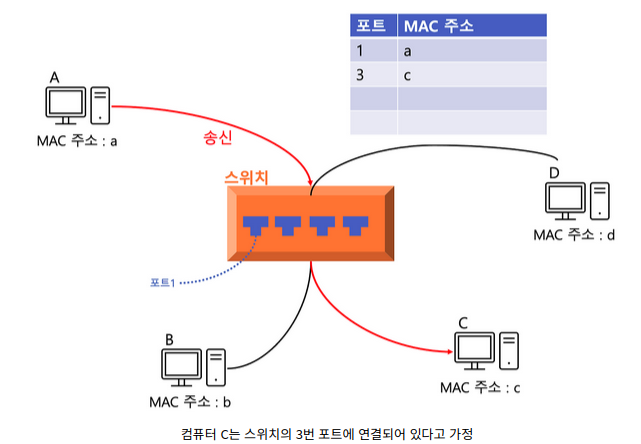 포트 MAC 주소
1 a
3 c
A
MAC 주소 : a
송신
스위치
D
MAC 주소 : d
포트1
B
MAC 주소 : b
C
MAC 주소 : c
컴퓨터 C는 스위치의 3번 포트에 연결되어 있다고 가정